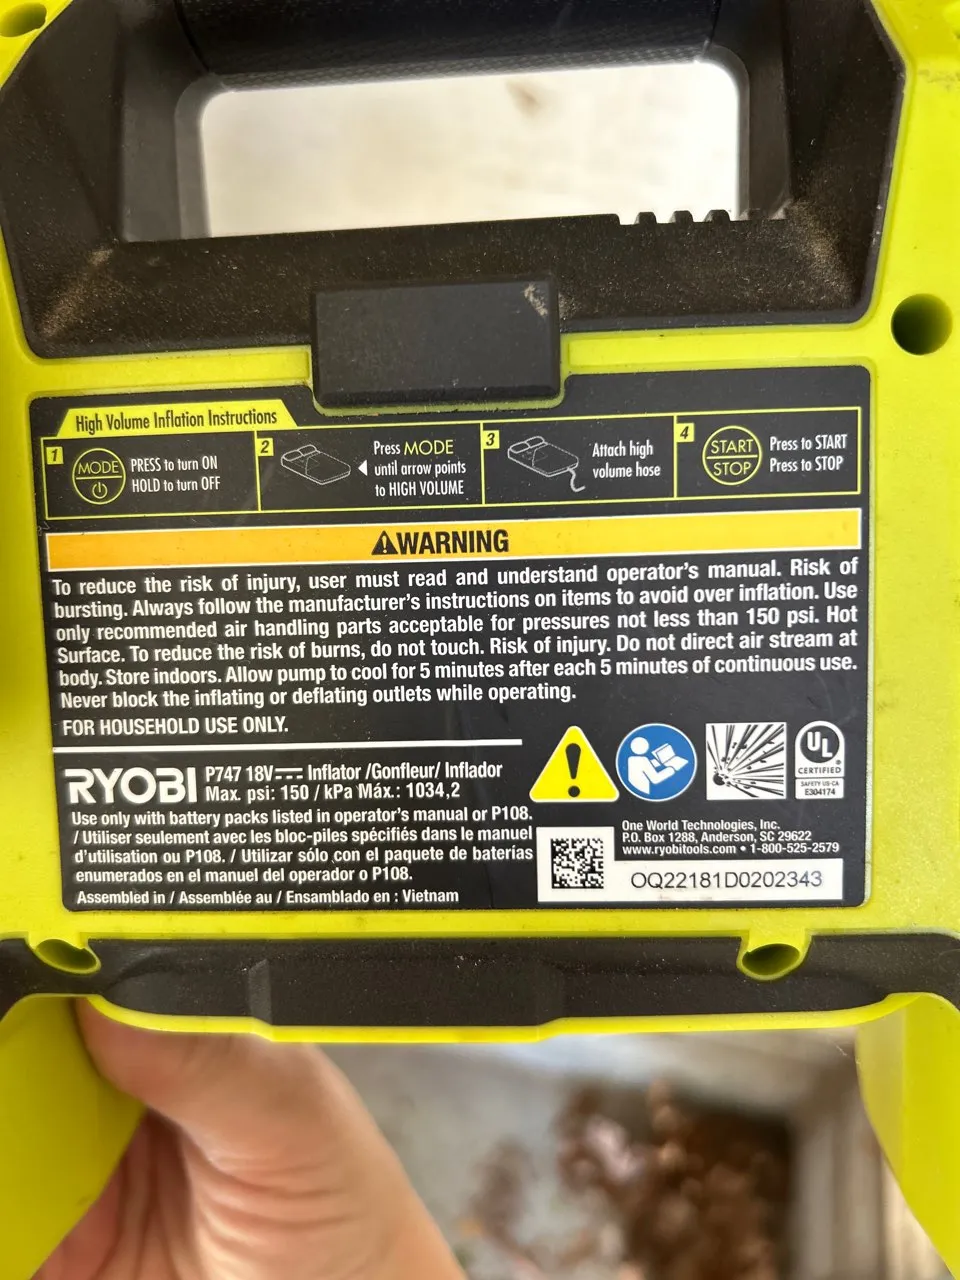 High Volume Inflation Instructions
1
MODE
PRESS to turn ON
HOLD to turn OFF
2
Press MODE
until arrow points
to HIGH VOLUME
3
Attach high
volume hose
4
START
STOP
Press to START
Press to STOP
WARNING
To reduce the risk of injury, user must read and understand operator's manual. Risk of
bursting. Always follow the manufacturer's instructions on items to avoid over inflation. Use
only recommended air handling parts acceptable for pressures not less than 150 psi. Hot
Surface. To reduce the risk of burns, do not touch. Risk of injury. Do not direct air stream at
body. Store indoors. Allow pump to cool for 5 minutes after each 5 minutes of continuous use.
Never block the inflating or deflating outlets while operating.
FOR HOUSEHOLD USE ONLY.
RYOBI
P747 18V⎓ Inflator /Gonfleur/ Inflador
Max. psi: 150 / kPa Máx.: 1034,2
Use only with battery packs listed in operator's manual or P108.
/ Utiliser seulement avec les bloc-piles spécifiés dans le manuel
d'utilisation ou P108. / Utilizar sólo con el paquete de baterías
enumerados en el manuel del operador o P108.
Assembled in / Assemblée au / Ensamblado en : Vietnam
UL
®
CERTIFIED
SAFETY US-CA
E304174
One World Technologies, Inc.
P.O. Box 1288, Anderson, SC 29622
www.ryobitools.com • 1-800-525-2579
OQ22181D0202343